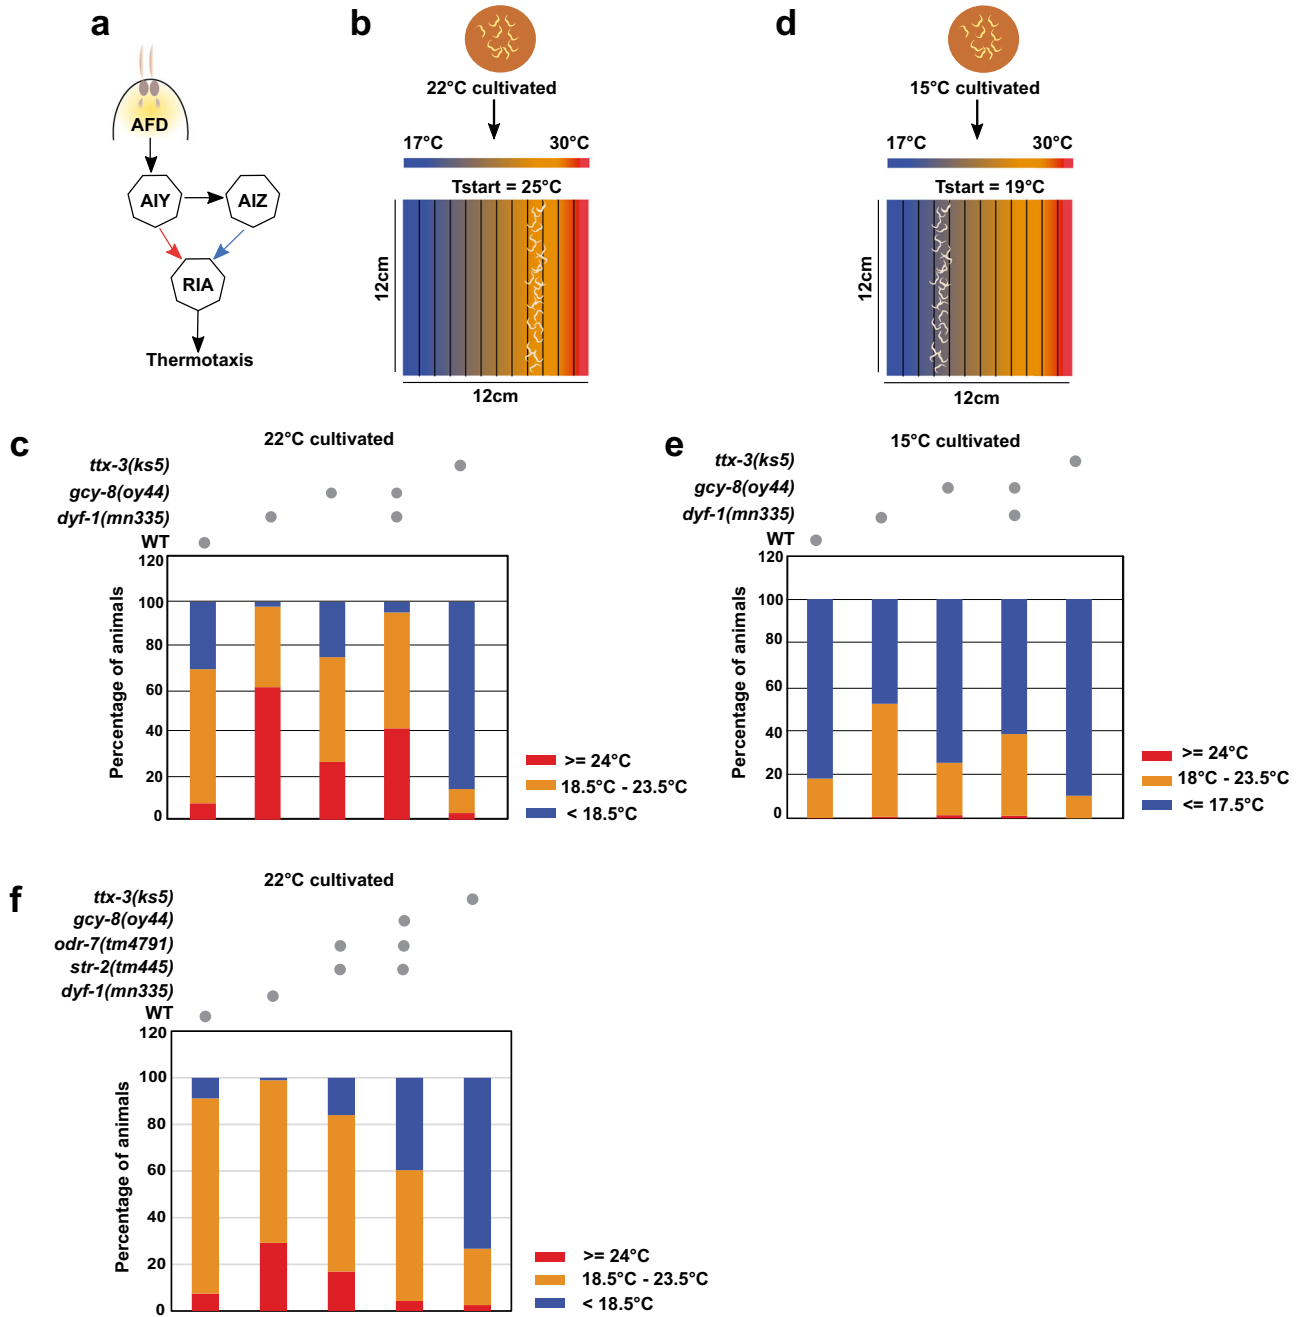 a
AFD
AIY
AIZ
RIA
Thermotaxis
b
22°C cultivated
17°C 30°C
Tstart = 25°C
12cm
12cm
d
15°C cultivated
17°C 30°C
Tstart = 19°C
12cm
12cm
c
22°C cultivated
ttx-3(ks5)
gcy-8(oy44)
dyf-1(mn335)
WT
120
100
80
60
40
20
0
Percentage of animals
>= 24°C
18.5°C - 23.5°C
< 18.5°C
e
15°C cultivated
ttx-3(ks5)
gcy-8(oy44)
dyf-1(mn335)
WT
120
100
80
60
40
20
0
Percentage of animals
>= 24°C
18°C - 23.5°C
<= 17.5°C
f
22°C cultivated
ttx-3(ks5)
gcy-8(oy44)
odr-7(tm4791)
str-2(tm445)
dyf-1(mn335)
WT
120
100
80
60
40
20
0
Percentage of animals
>= 24°C
18.5°C - 23.5°C
< 18.5°C